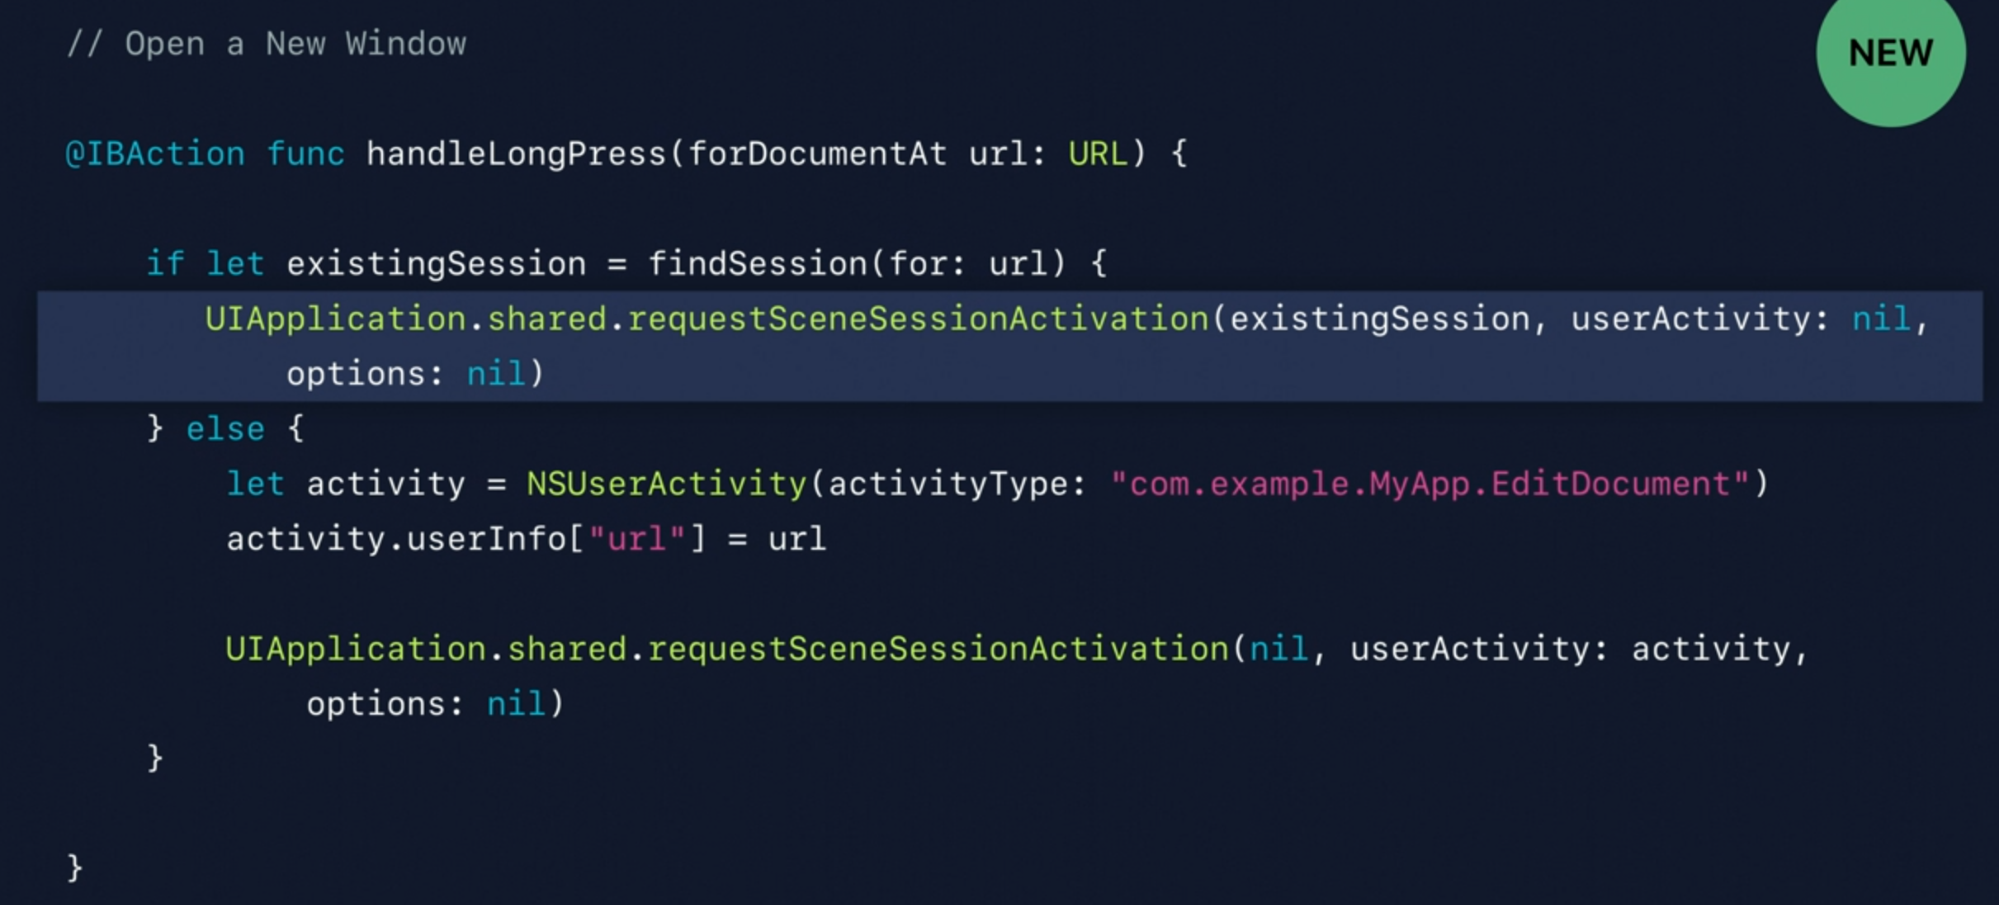 // Open a New Window
NEW
@IBAction func handleLongPress(forDocumentAt url: URL) {
if let existingSession = findSession(for: url) {
UIApplication.shared.requestSceneSessionActivation(existingSession, userActivity: nil,
options: nil)
} else {
let activity = NSUserActivity(activityType: "com.example.MyApp.EditDocument")
activity.userInfo["url"] = url
UIApplication.shared.requestSceneSessionActivation(nil, userActivity: activity,
options: nil)
}
}